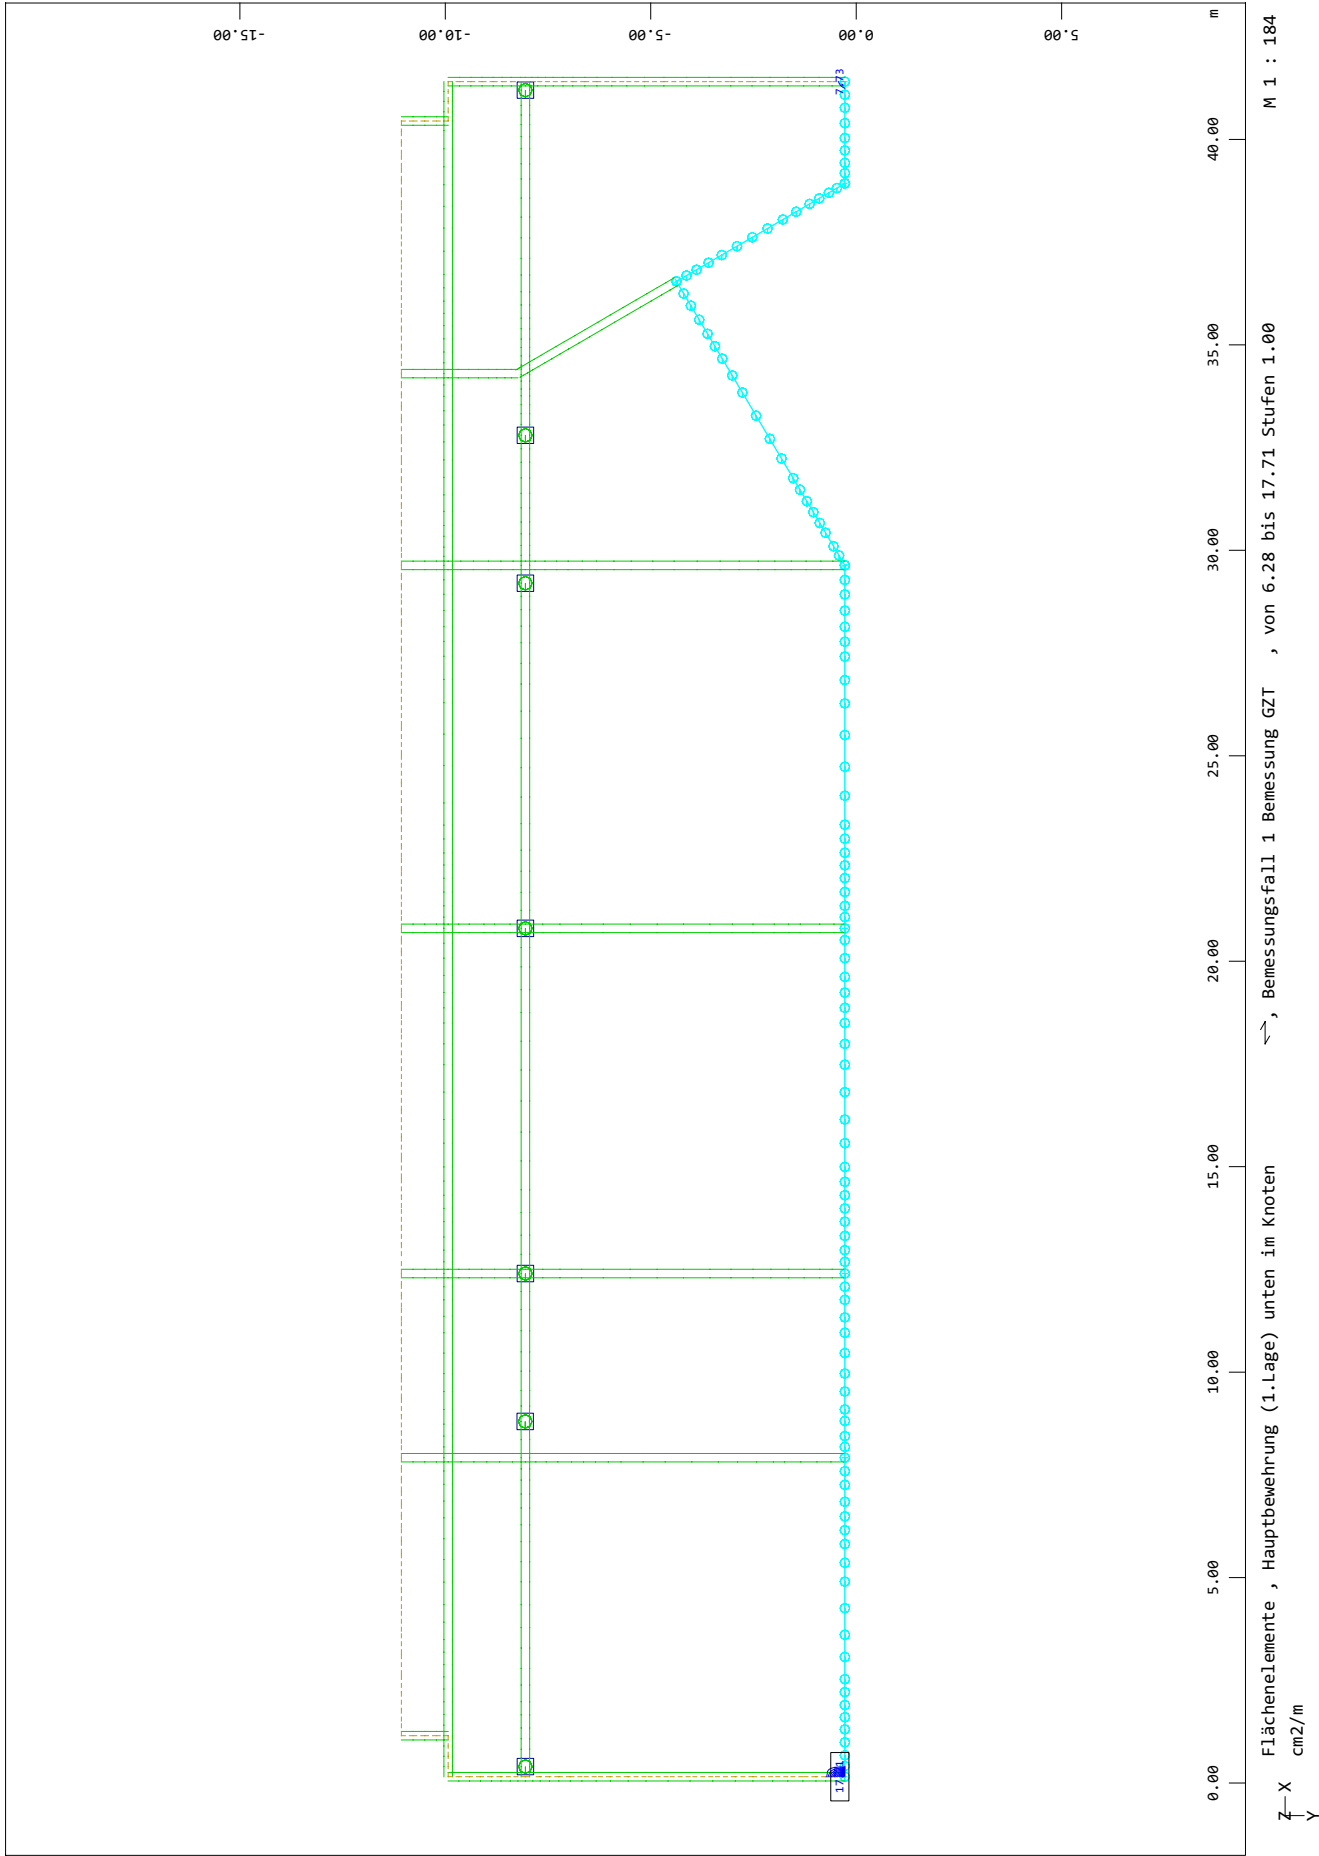 -15.00
-10.00
-5.00
0.00
5.00
m
0.00
5.00
10.00
15.00
20.00
25.00
30.00
35.00
40.00
M 1 : 184
Flächenelemente , Hauptbewehrung (1.Lage) unten im Knoten , Bemessungsfall 1 Bemessung GZT , von 6.28 bis 17.71 Stufen 1.00
cm2/m
X
Y
Z